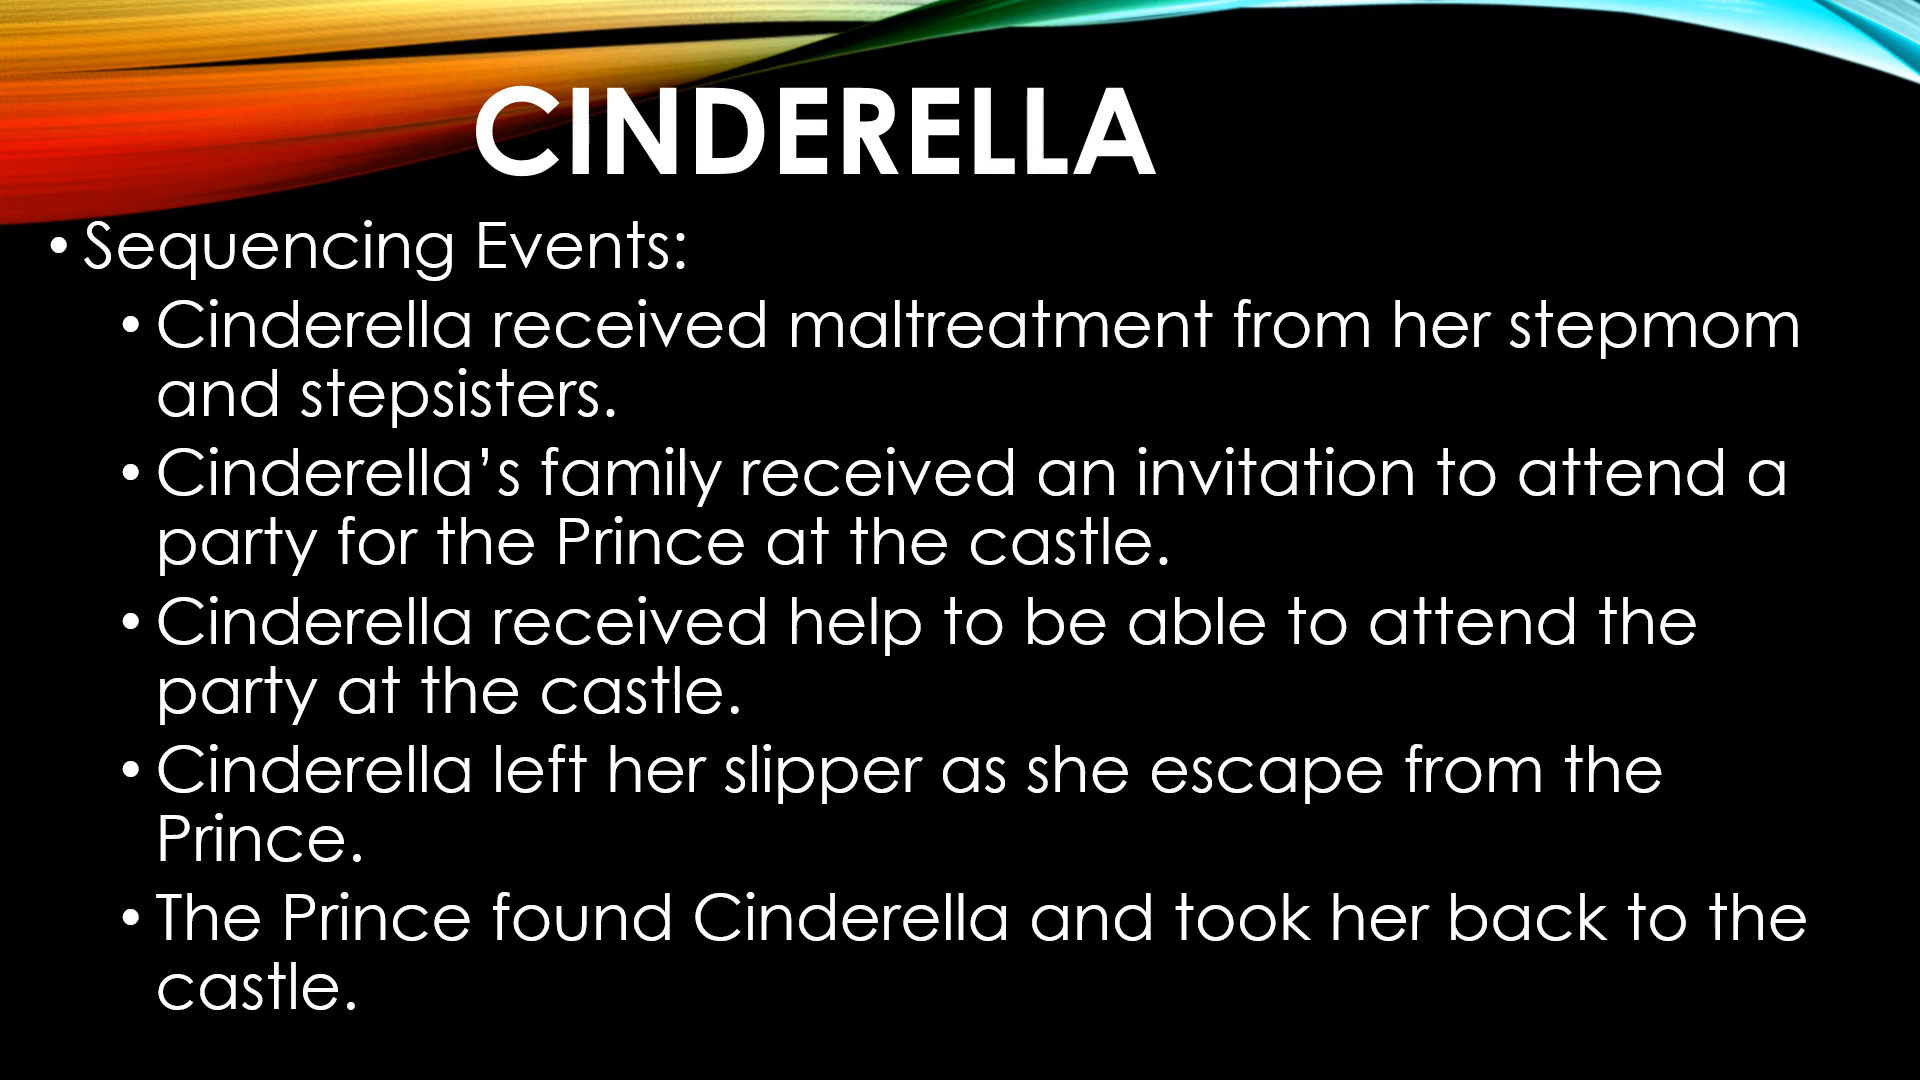 CINDERELLA
• Sequencing Events:
• Cinderella received maltreatment from her stepmom
and stepsisters.
• Cinderella’s family received an invitation to attend a
party for the Prince at the castle.
• Cinderella received help to be able to attend the
party at the castle.
• Cinderella left her slipper as she escape from the
Prince.
• The Prince found Cinderella and took her back to the
castle.